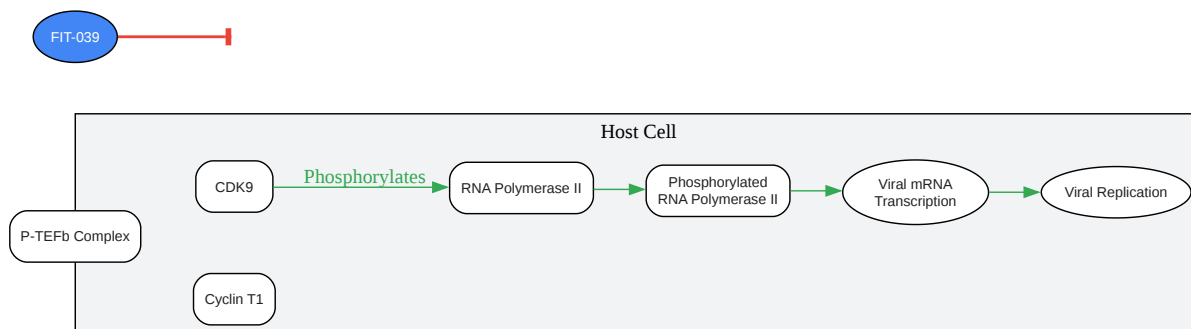 FIT-039
Host Cell
CDK9
Phosphorylates
RNA Polymerase II
Phosphorylated
RNA Polymerase II
Viral mRNA
Transcription
Viral Replication
P-TEFb Complex
Cyclin T1